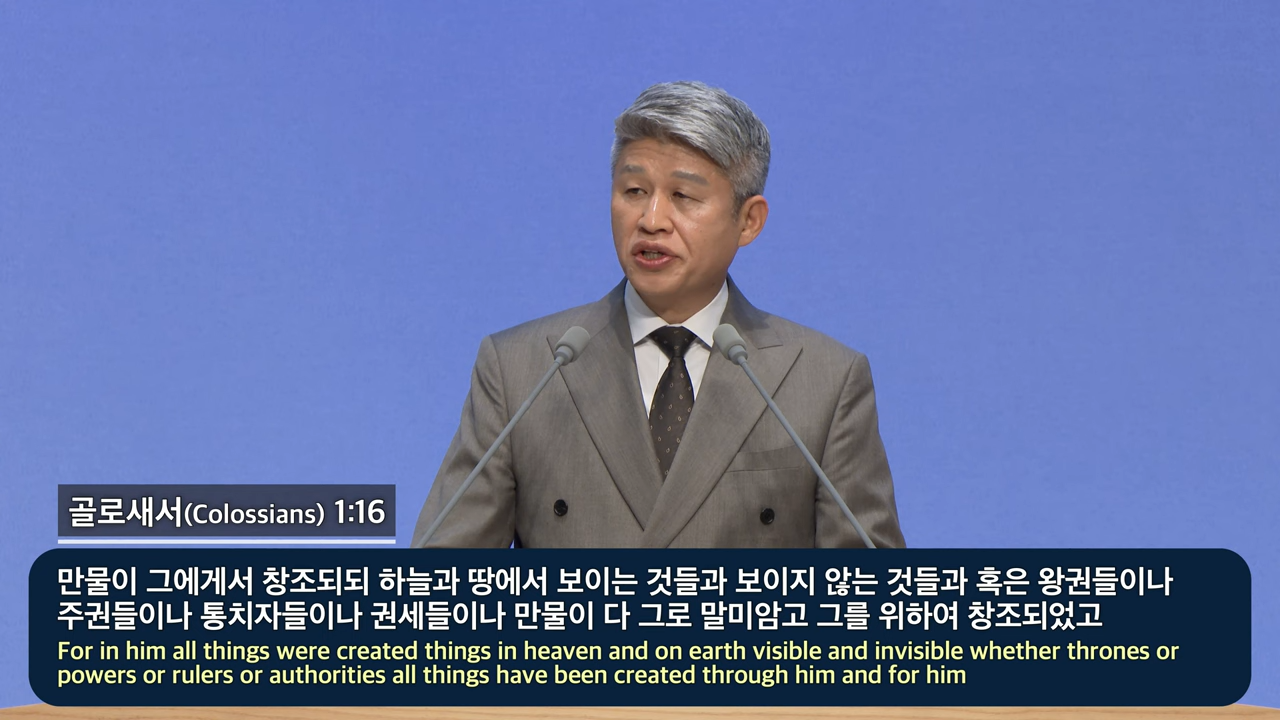 골로새서(Colossians) 1:16
만물이 그에게서 창조되되 하늘과 땅에서 보이는 것들과 보이지 않는 것들과 혹은 왕권들이나
주권들이나 통치자들이나 권세들이나 만물이 다 그로 말미암고 그를 위하여 창조되었고
For in him all things were created things in heaven and on earth visible and invisible whether thrones or
powers or rulers or authorities all things have been created through him and for him